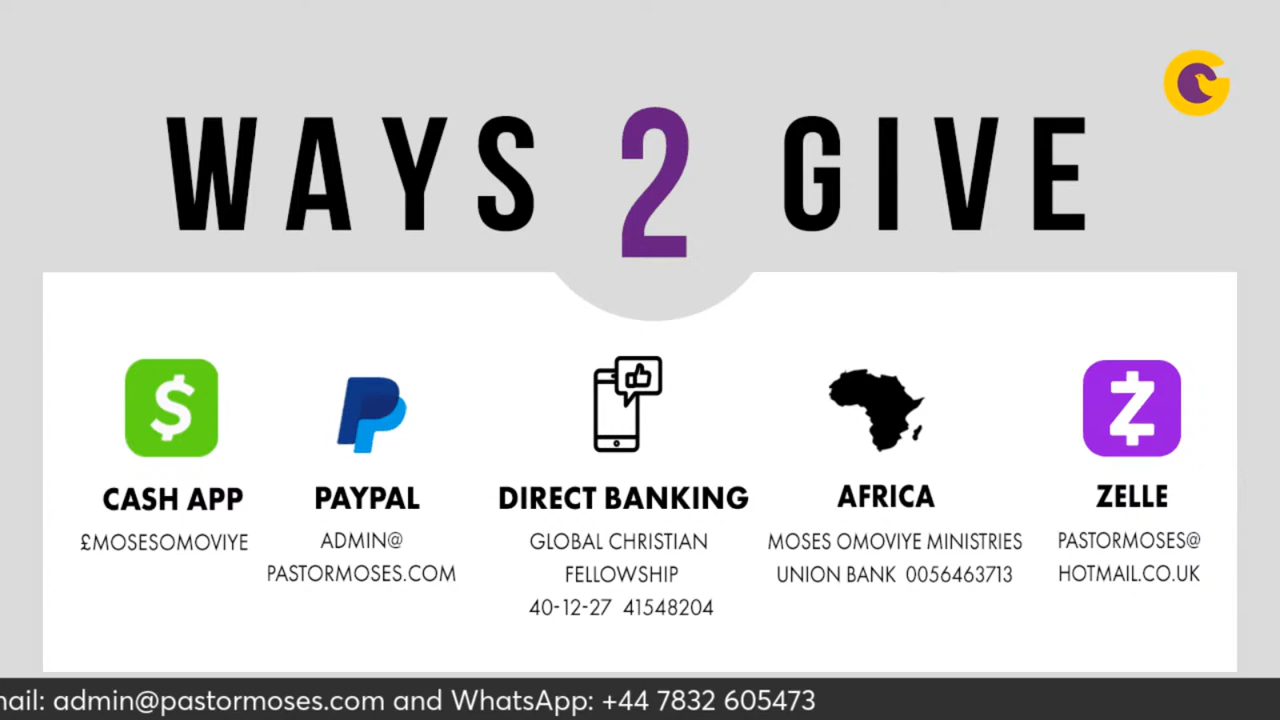 WAYS 2 GIVE
CASH APP
£MOSESOMOVIYE
PAYPAL
ADMIN@
PASTORMOSES.COM
DIRECT BANKING
GLOBAL CHRISTIAN
FELLOWSHIP
40-12-27 41548204
AFRICA
MOSES OMOVIYE MINISTRIES
UNION BANK 0056463713
ZELLE
PASTORMOSES@
HOTMAIL.CO.UK
admin@pastormoses.com and WhatsApp: +44 7832 605473